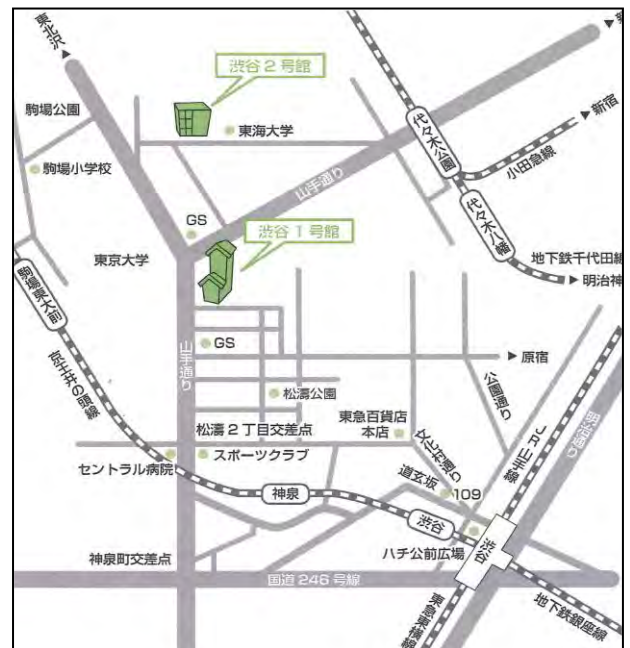 東北沢
渋谷2号館
駒場公園
東海大学
代々木公園
新宿
小田急線
駒場小学校
山手通り
代々木八幡
GS
渋谷1号館
東京大学
地下鉄千代田線
明治神
駒場東大前
山手通り
GS
原宿
京王井の頭線
松濤公園
公園通り
JR山手線
明治通り
東急百貨店
本店
松濤2丁目交差点
文化村通り
セントラル病院
スポーツクラブ
道玄坂
109
神泉
渋谷
渋谷
ハチ公前広場
神泉町交差点
国道246号線
東急東横線
地下鉄銀座線